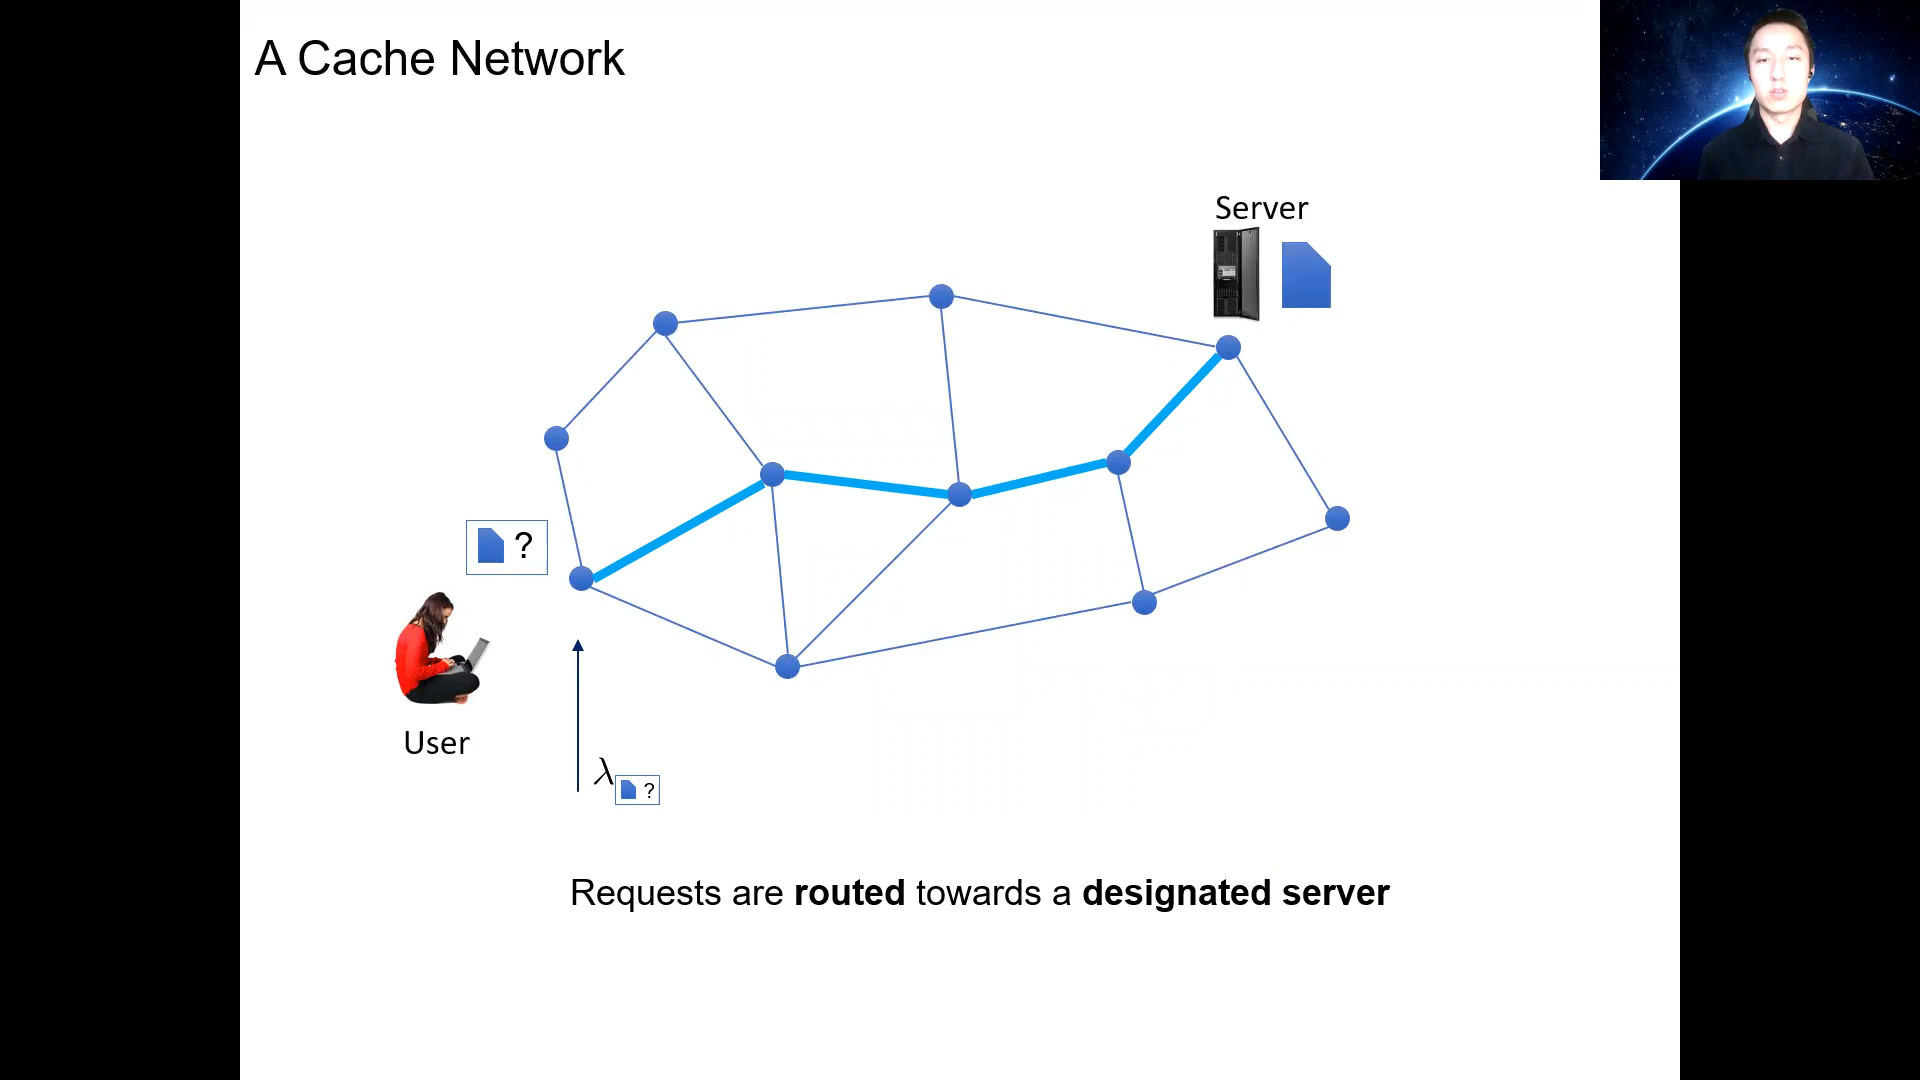 A Cache Network
Server
?
User
λ ?
Requests are routed towards a designated server